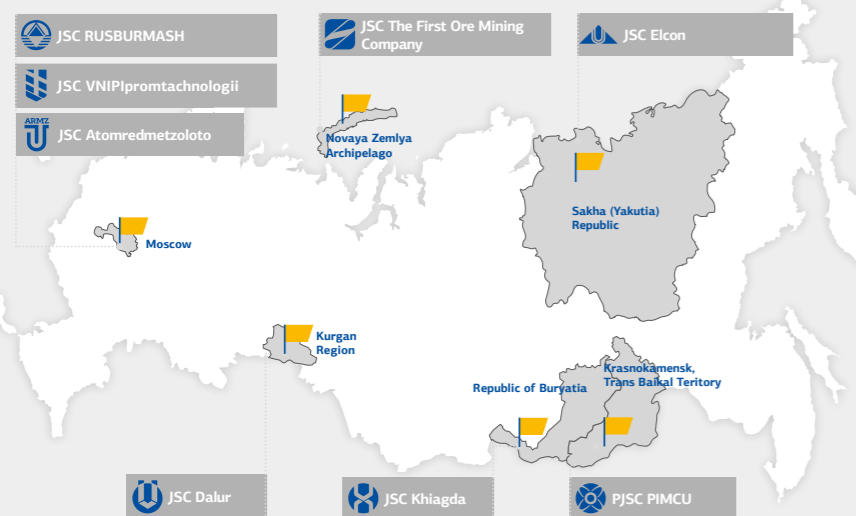 JSC RUSBURMASH
JSC VNIPIpromtachnologii
ARMZ
JSC Atomredmetzoloto
JSC The First Ore Mining
Company
JSC Elcon
Novaya Zemlya
Archipelago
Sakha (Yakutia)
Republic
Moscow
Kurgan
Region
Republic of Buryatia
Krasnokamensk,
Trans Baikal Teritory
JSC Dalur
JSC Khiagda
PJSC PIMCU